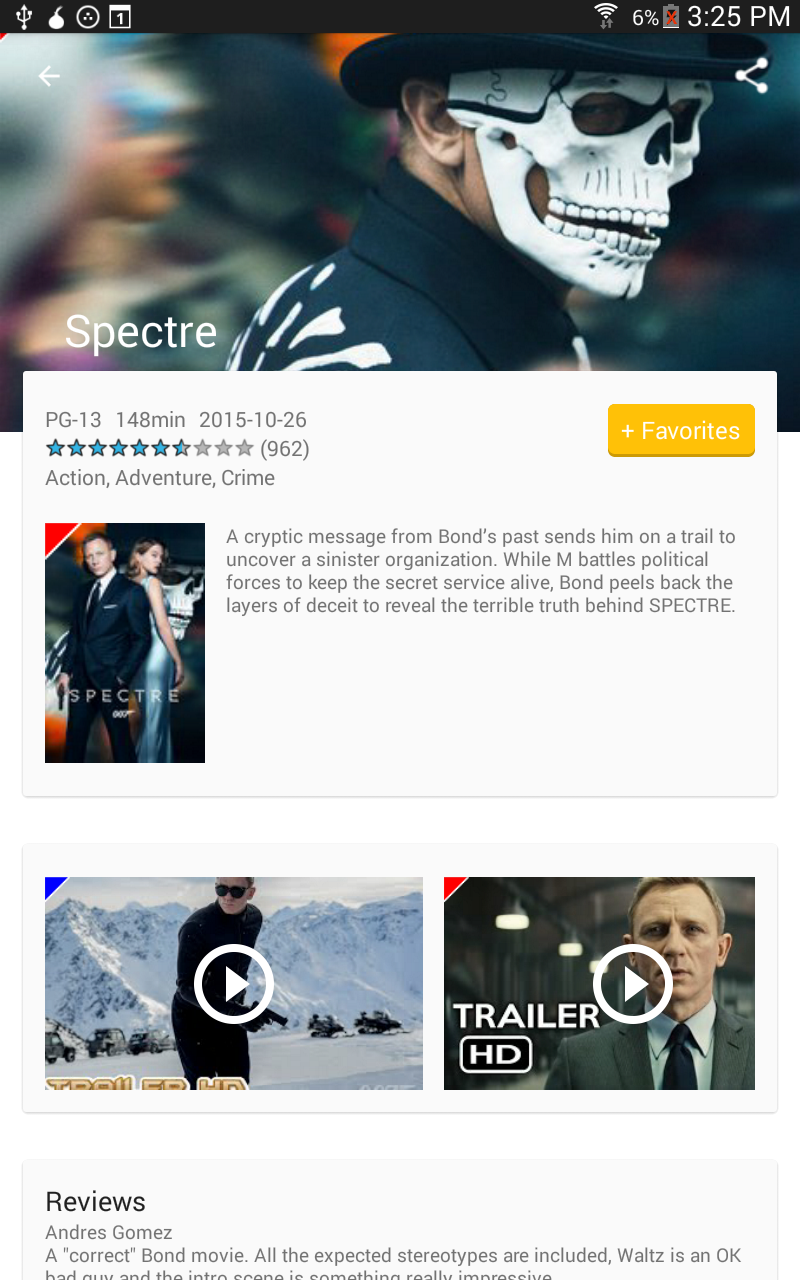 1
6%
3:25 PM
Spectre
PG-13 148min 2015-10-26
+ Favorites
(962)
Action, Adventure, Crime
A cryptic message from Bond’s past sends him on a trail to
uncover a sinister organization. While M battles political
forces to keep the secret service alive, Bond peels back the
layers of deceit to reveal the terrible truth behind SPECTRE.
SPECTRE
007
TRAILER HD
007
TRAILER
HD
Reviews
Andres Gomez
A "correct" Bond movie. All the expected stereotypes are included, Waltz is an OK
bad guy and the intro scene is something really impressive